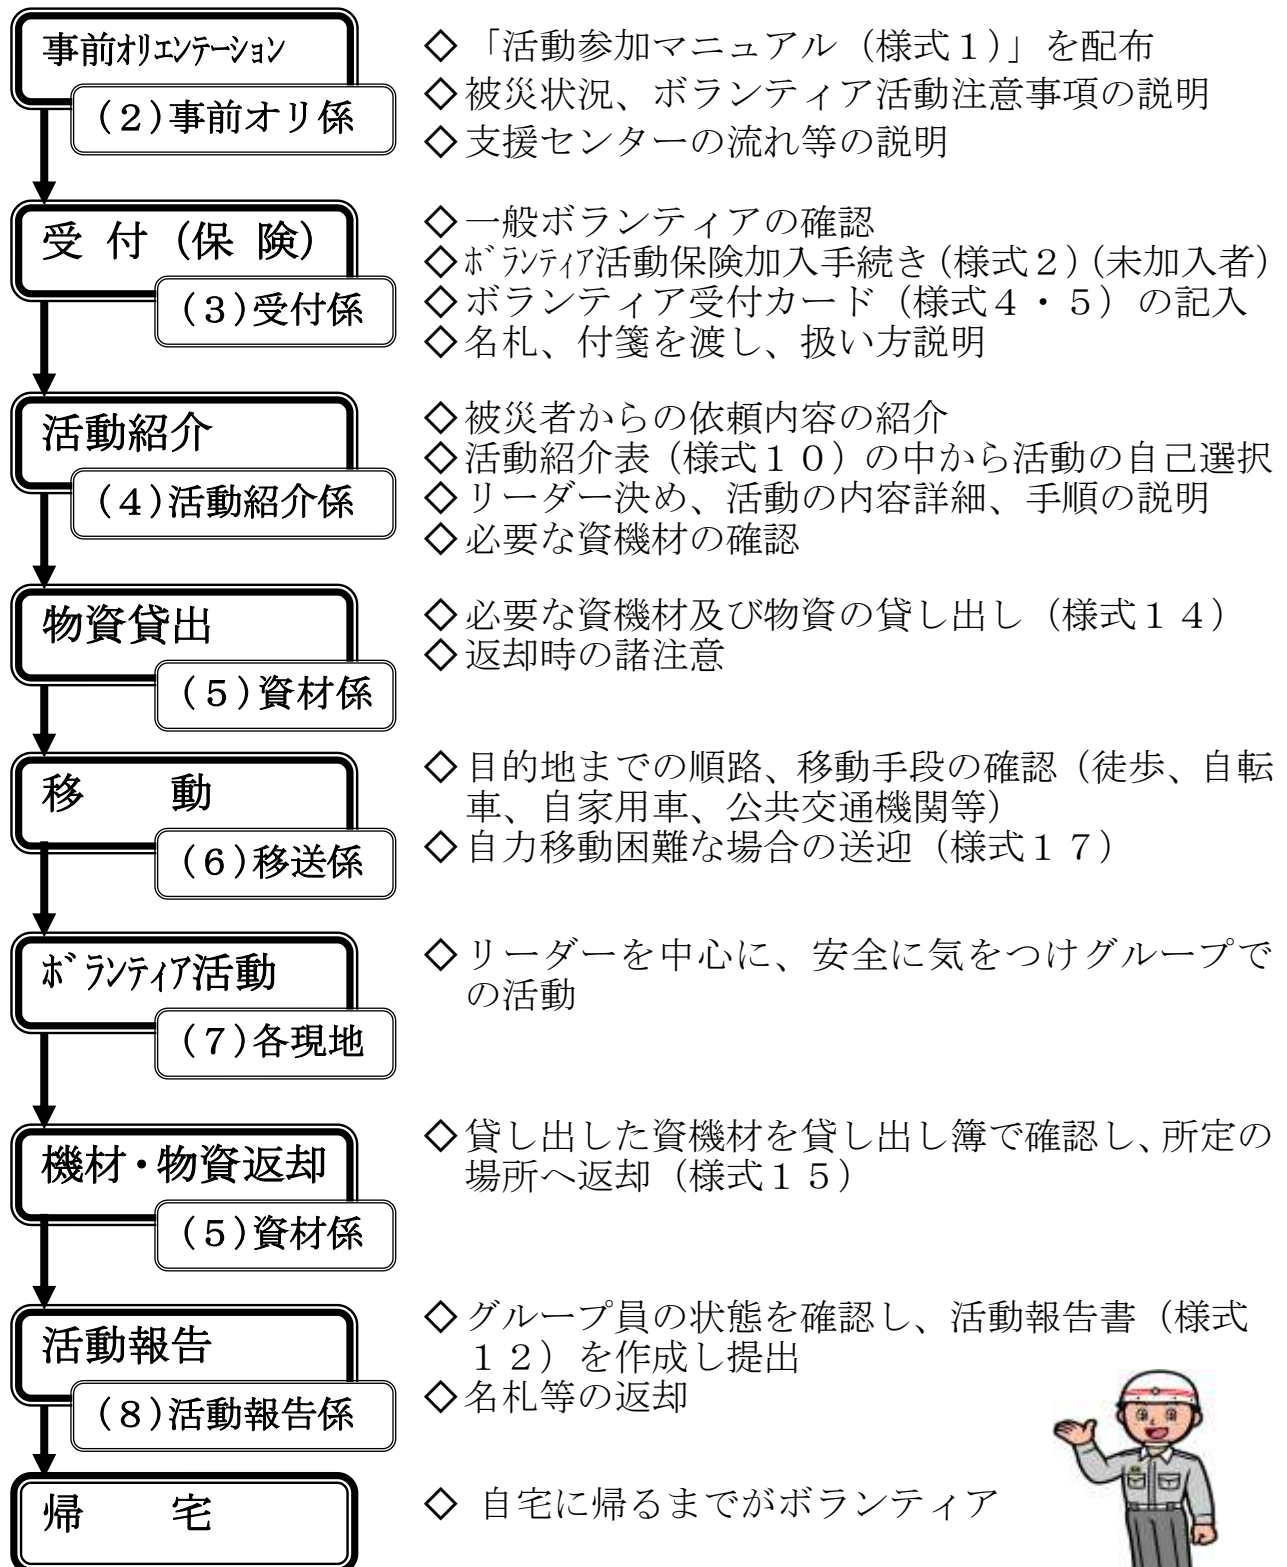 事前ｵﾘｴﾝﾃｰｼｮﾝ
(２)事前オリ係
◇「活動参加マニュアル（様式１)」を配布
◇被災状況、ボランティア活動注意事項の説明
◇支援センターの流れ等の説明
受 付（保 険）
(３)受付係
◇一般ボランティアの確認
◇ﾎﾞﾗﾝﾃｨｱ活動保険加入手続き(様式２)(未加入者)
◇ボランティア受付カード（様式４・５）の記入
◇名札、付箋を渡し、扱い方説明
活動紹介
(４)活動紹介係
◇被災者からの依頼内容の紹介
◇活動紹介表（様式１０）の中から活動の自己選択
◇リーダー決め、活動の内容詳細、手順の説明
◇必要な資機材の確認
物資貸出
(５)資材係
◇必要な資機材及び物資の貸し出し（様式１４）
◇返却時の諸注意
移 動
(６)移送係
◇目的地までの順路、移動手段の確認（徒歩、自転
車、自家用車、公共交通機関等）
◇自力移動困難な場合の送迎（様式１７）
ﾎﾞﾗﾝﾃｨｱ活動
(７)各現地
◇リーダーを中心に、安全に気をつけグループで
の活動
機材・物資返却
(５)資材係
◇貸し出した資機材を貸し出し簿で確認し、所定の
場所へ返却（様式１５）
活動報告
(８)活動報告係
◇グループ員の状態を確認し、活動報告書（様式
１２）を作成し提出
◇名札等の返却
帰 宅
◇ 自宅に帰るまでがボランティア